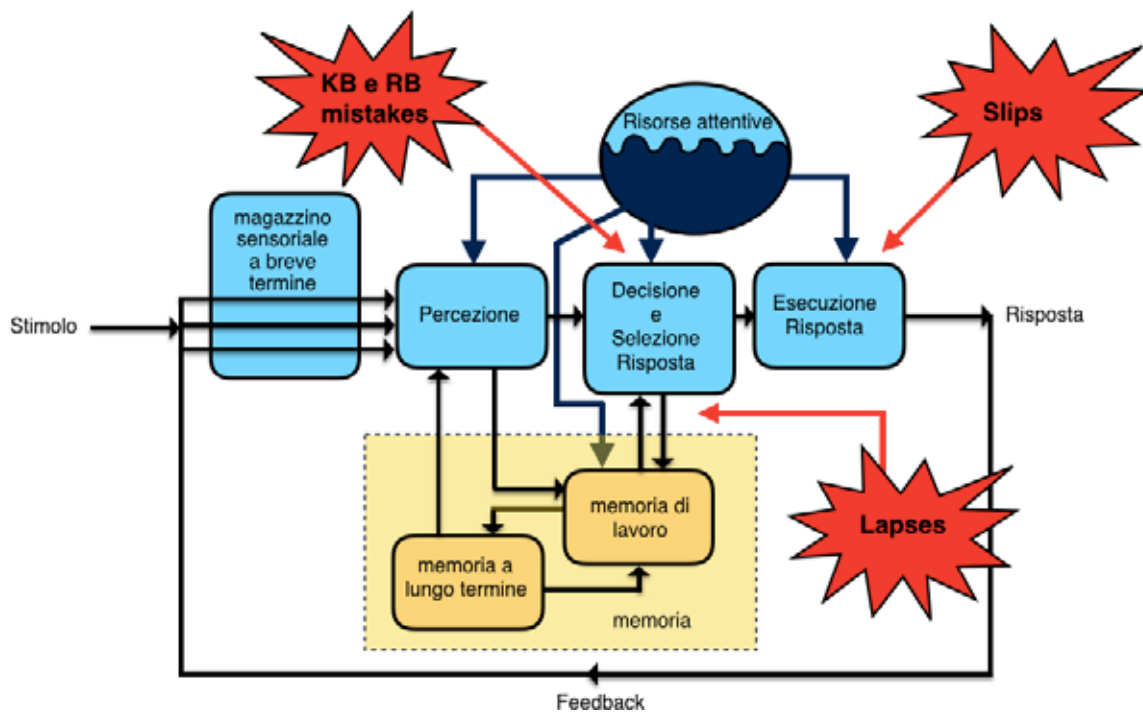 KB e RB
mistakes
Risorse attentive
Slips
magazzino
sensoriale
a breve
termine
Stimolo
Percezione
Decisione
e
Selezione
Risposta
Esecuzione
Risposta
Risposta
memoria di
lavoro
Lapses
memoria a
lungo termine
memoria
Feedback